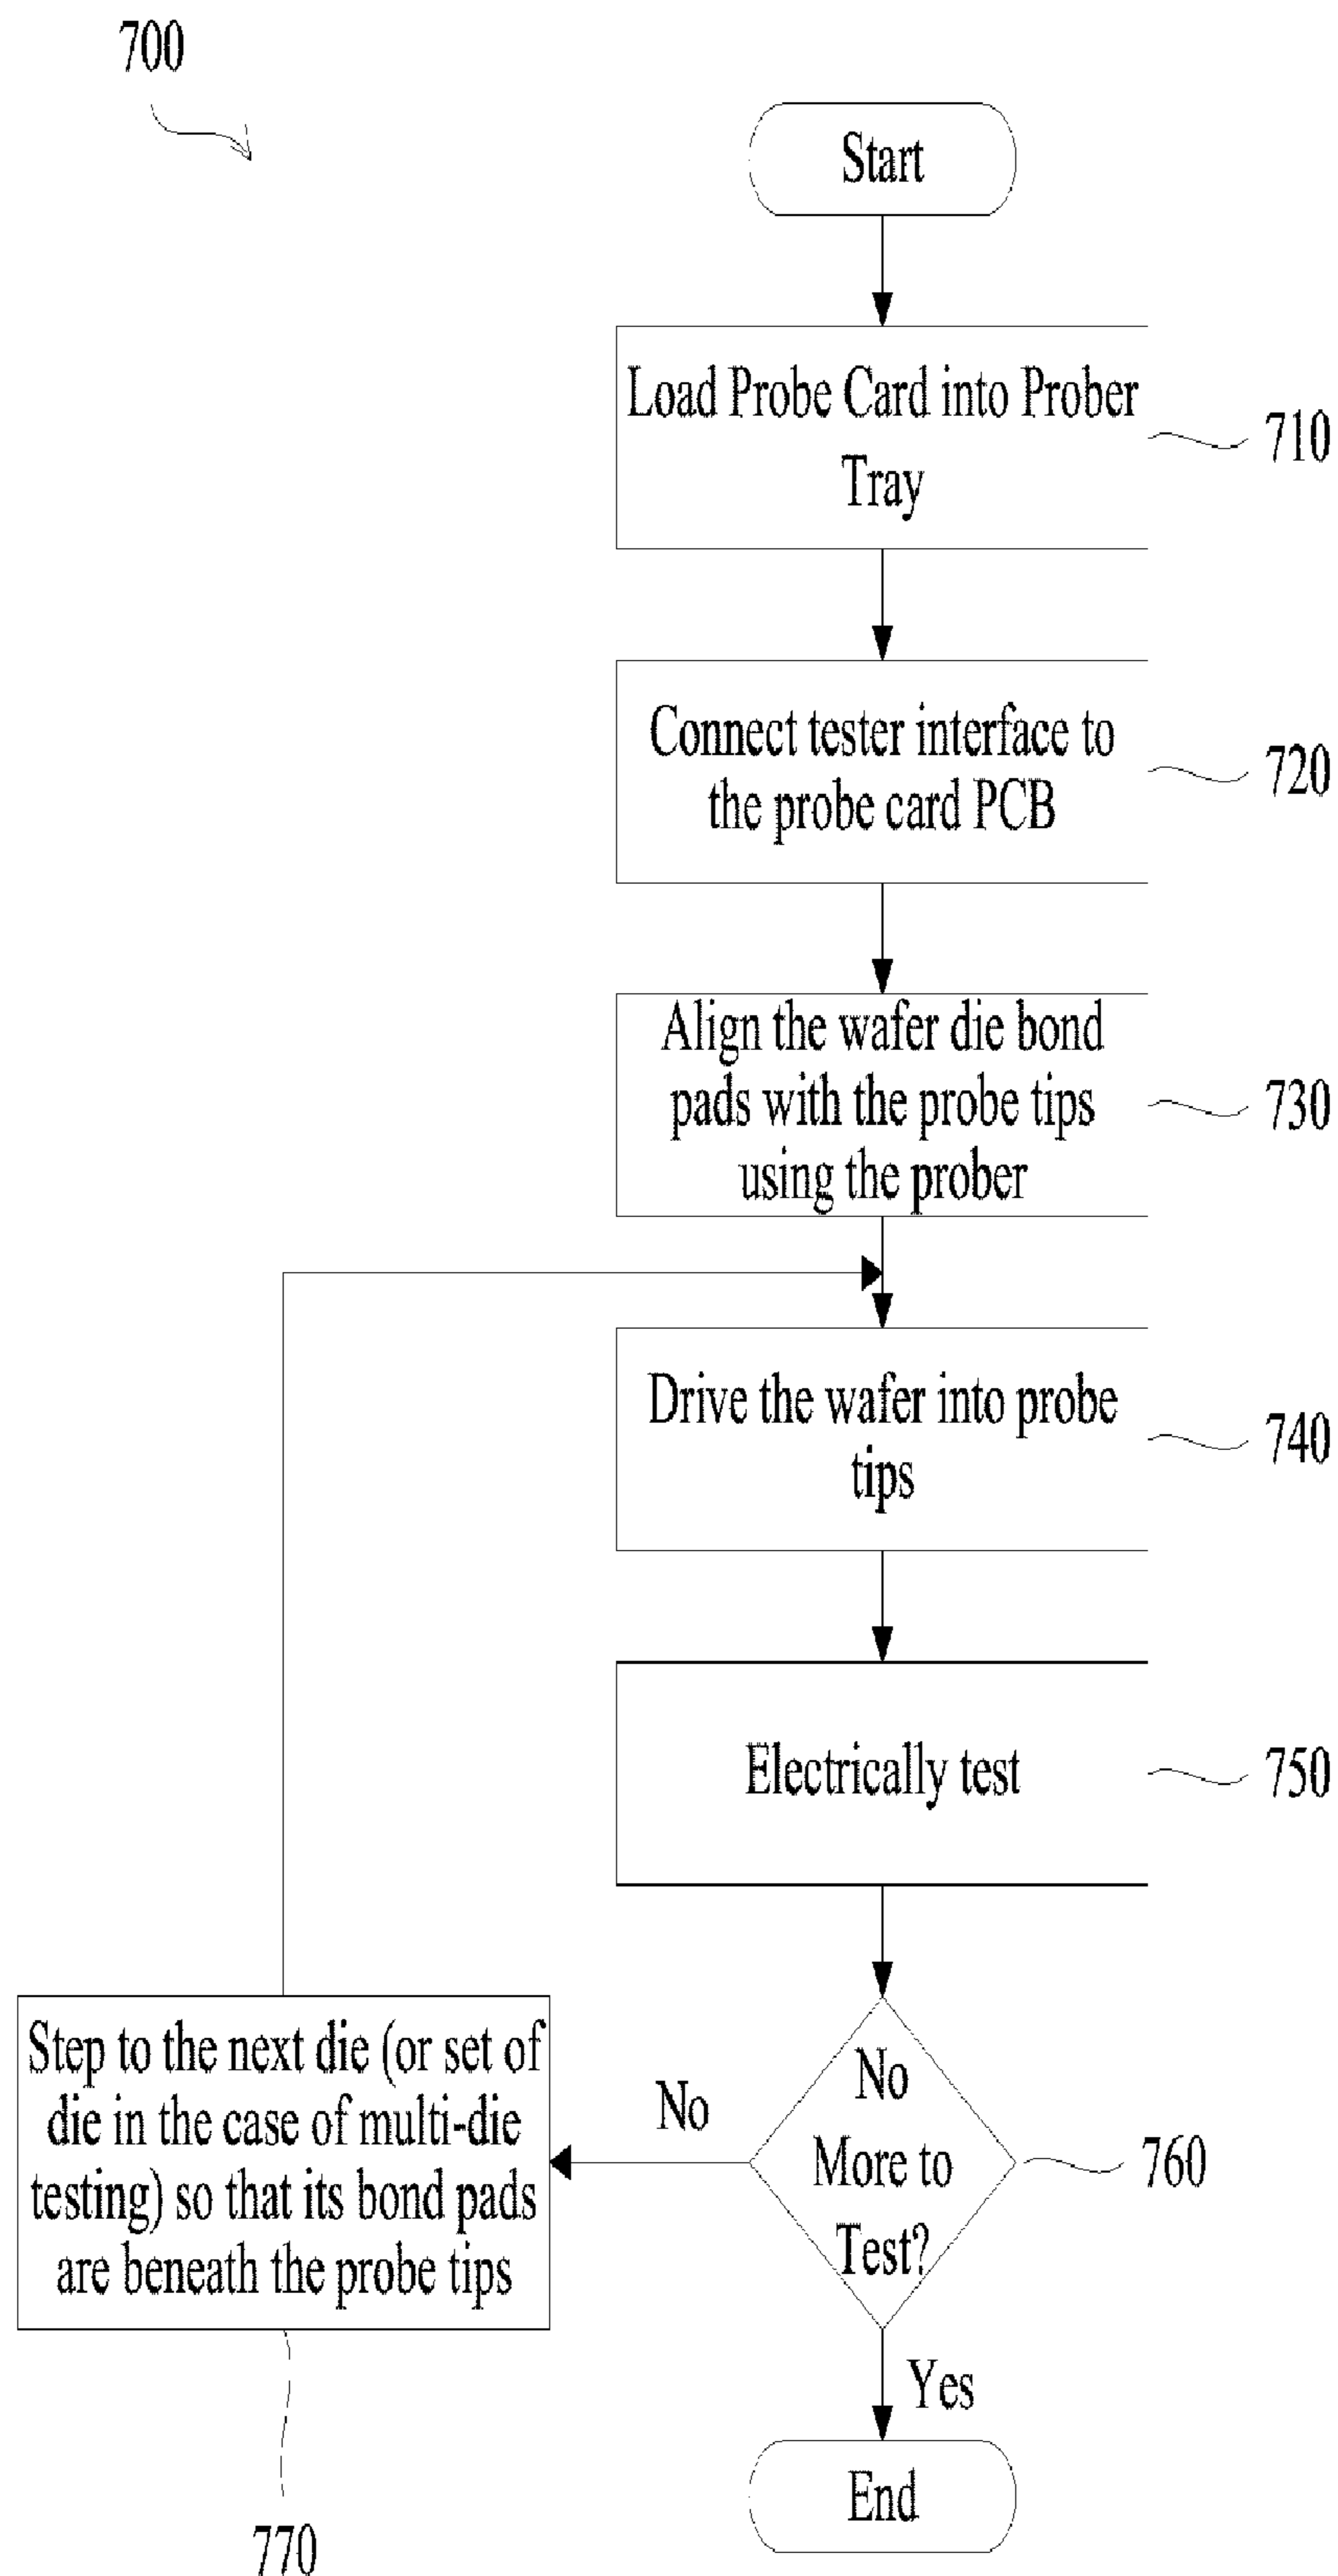 700
Start
Load Probe Card into Prober
Tray
710
Connect tester interface to
the probe card PCB
720
Align the wafer die bond
pads with the probe tips
using the prober
730
Drive the wafer into probe
tips
740
Electrically test
750
No
More to
Test?
760
No
Step to the next die (or set of
die in the case of multi-die
testing) so that its bond pads
are beneath the probe tips
770
Yes
End